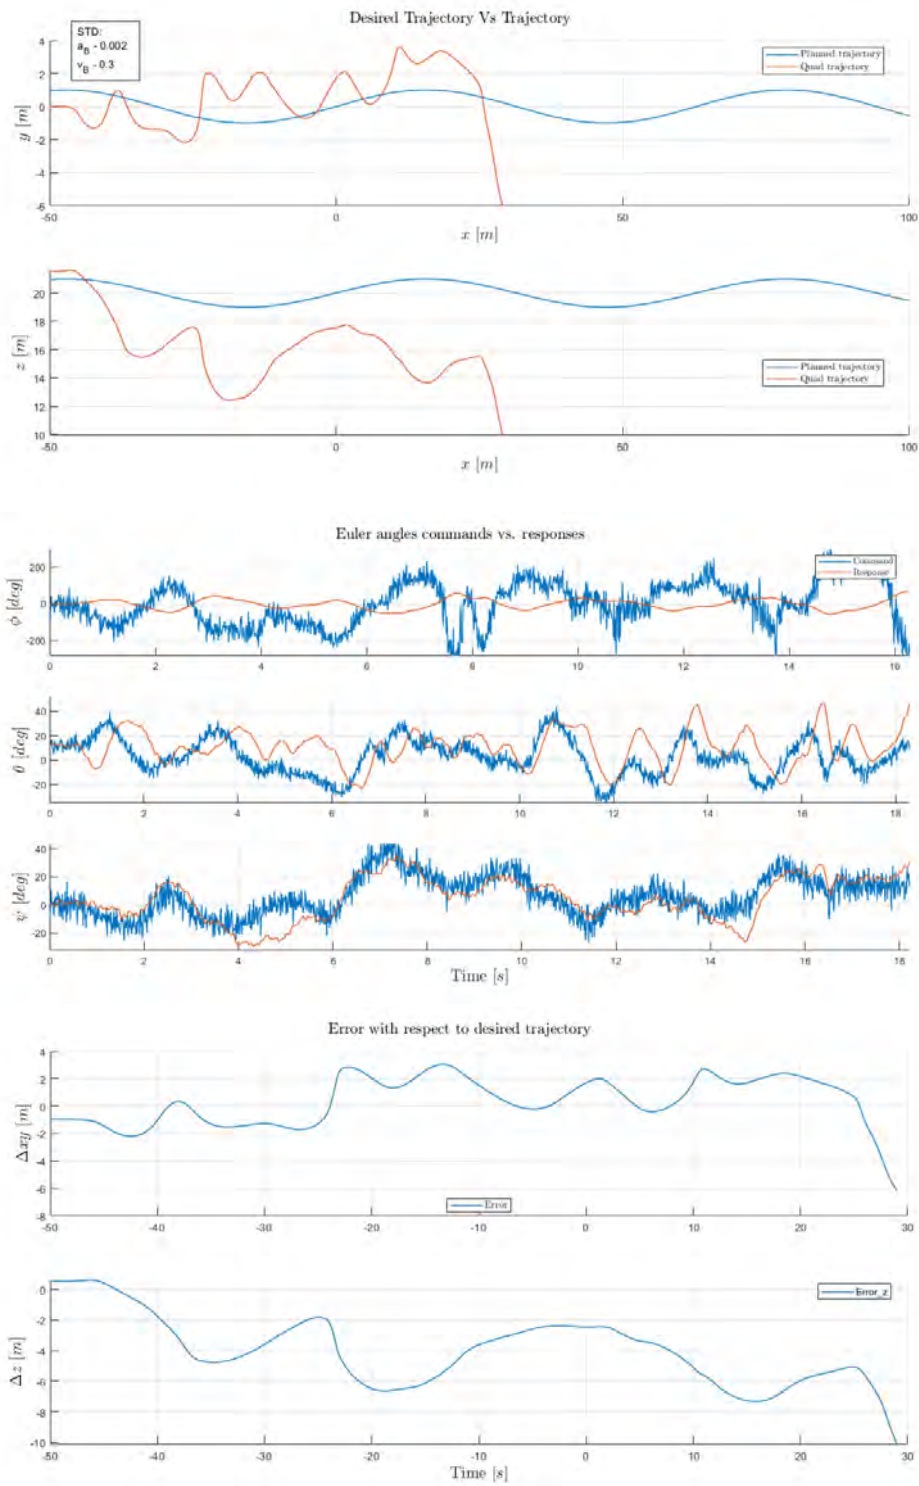 Desired Trajectory Vs Trajectory
STD:
a_B - 0.002
v_B - 0.3
Planned trajectory
Quad trajectory
4
2
0
-2
-4
-6
y [m]
-50 0 50 100
x [m]
20
18
16
14
12
10
z [m]
Planned trajectory
Quad trajectory
-50 0 50 100
x [m]
Euler angles commands vs. responses
Command
Response
200
0
-200
ϕ [deg]
0 2 4 6 8 10 12 14 16
40
20
0
-20
θ [deg]
0 2 4 6 8 10 12 14 16 18
40
20
0
-20
ψ [deg]
0 2 4 6 8 10 12 14 16 18
Time [s]
Error with respect to desired trajectory
4
2
0
-2
-4
-6
-8
Δxy [m]
Error
-50 -40 -30 -20 -10 0 10 20 30
0
-2
-4
-6
-8
-10
Δz [m]
Error_z
-50 -40 -30 -20 -10 0 10 20 30
Time [s]